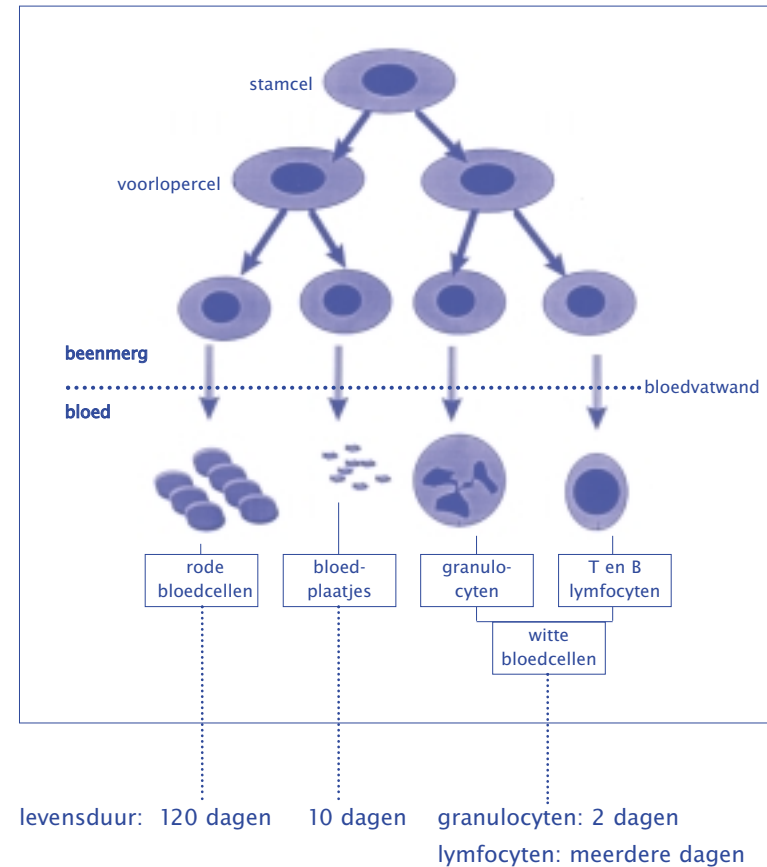 stamcel
voorlopercel
beenmerg
bloedvatwand
bloed
rode
bloedcellen
bloed-
plaatjes
granulo-
cyten
T en B
lymfocyten
witte
bloedcellen
levensduur: 120 dagen 10 dagen granulocyten: 2 dagen
lymfocyten: meerdere dagen